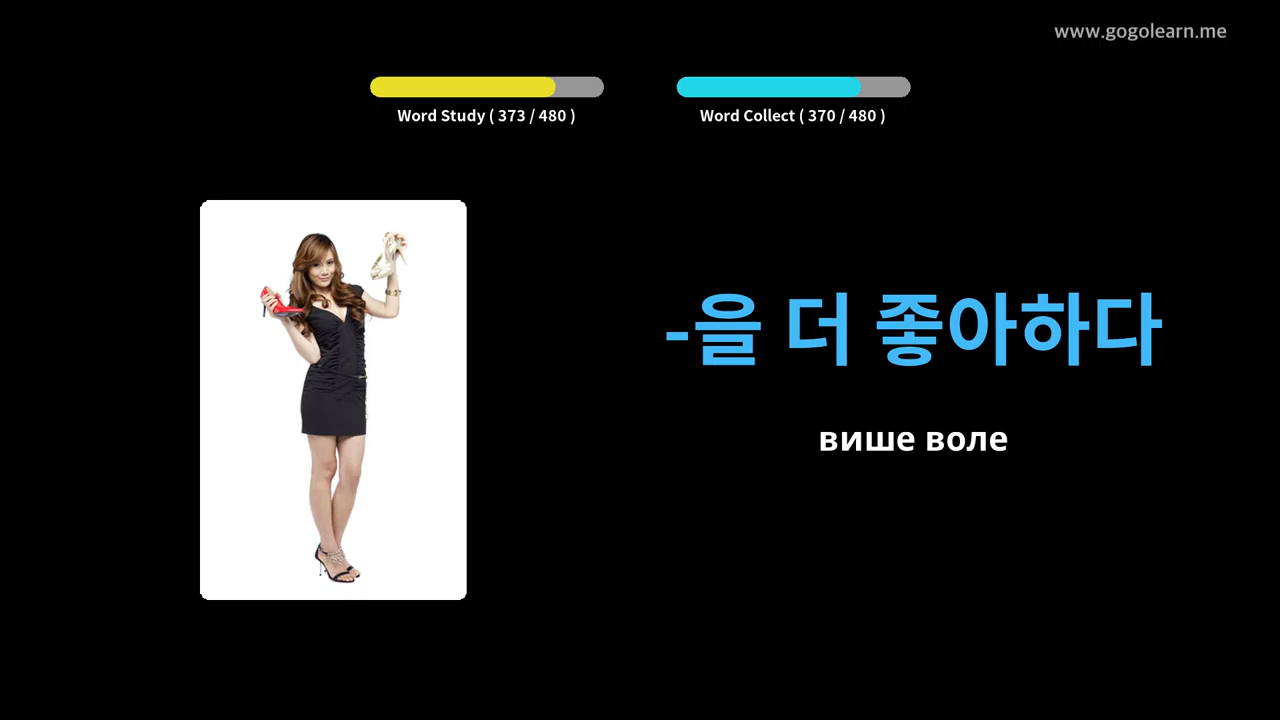 www.gogolearn.me
Word Study ( 373 / 480 )
Word Collect ( 370 / 480 )
-을 더 좋아하다
више воле